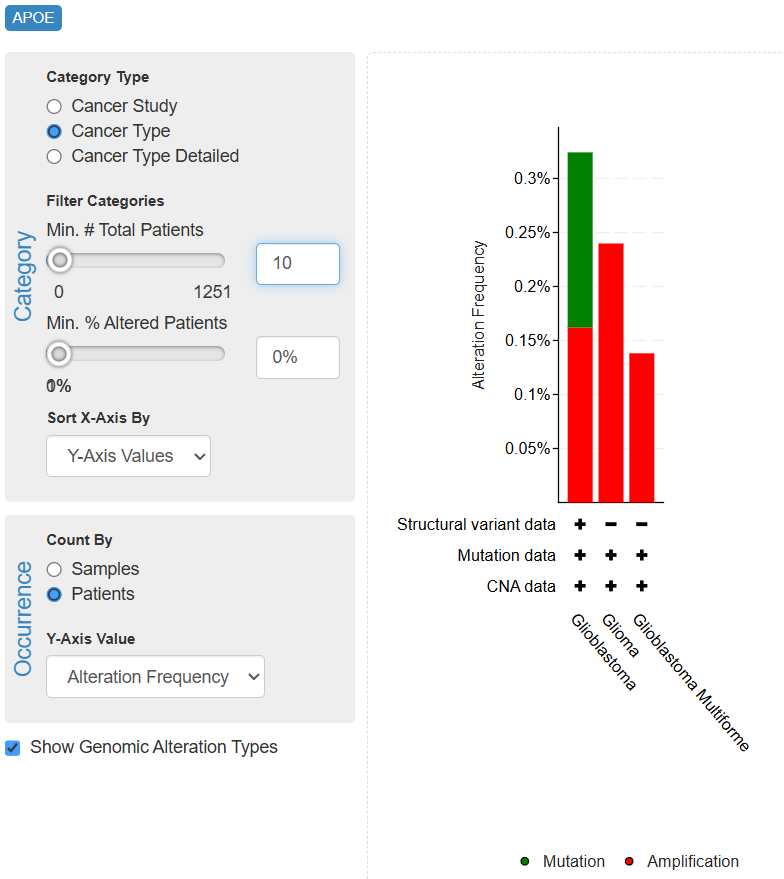 APOE
Category Type
Cancer Study
Cancer Type
Cancer Type Detailed
Filter Categories
Min. # Total Patients
10
0 1251
Min. % Altered Patients
0%
Sort X-Axis By
Y-Axis Values
Category
Count By
Samples
Patients
Y-Axis Value
Alteration Frequency
Occurrence
Show Genomic Alteration Types
Alteration Frequency
0.3%
0.25%
0.2%
0.15%
0.1%
0.05%
Structural variant data + − −
Mutation data + + +
CNA data + + +
Glioblastoma
Glioma
Glioblastoma Multiforme
Mutation Amplification